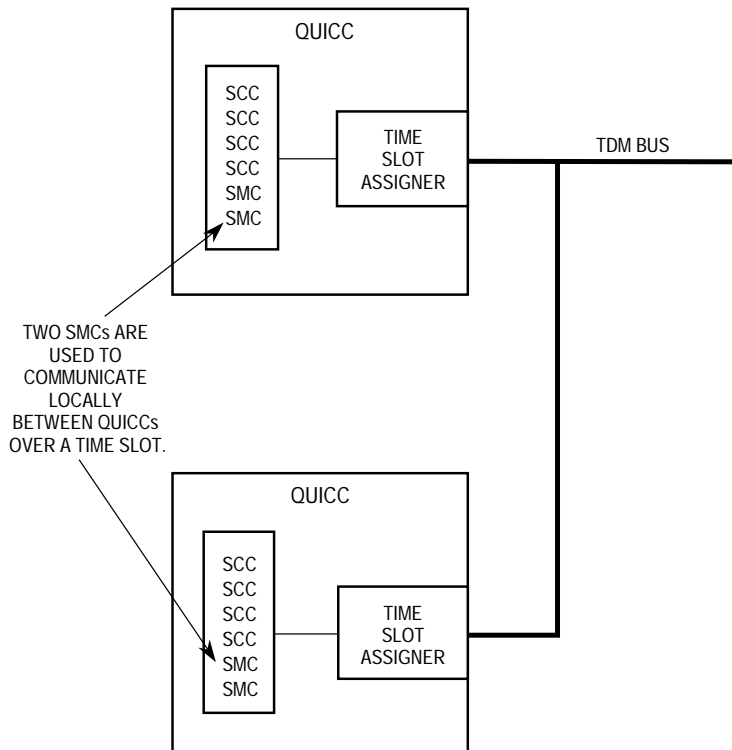 QUICC
SCC
SCC
SCC
SCC
SMC
SMC
TIME
SLOT
ASSIGNER
TDM BUS
TWO SMCs ARE
USED TO
COMMUNICATE
LOCALLY
BETWEEN QUICCs
OVER A TIME SLOT.
QUICC
SCC
SCC
SCC
SCC
SMC
SMC
TIME
SLOT
ASSIGNER